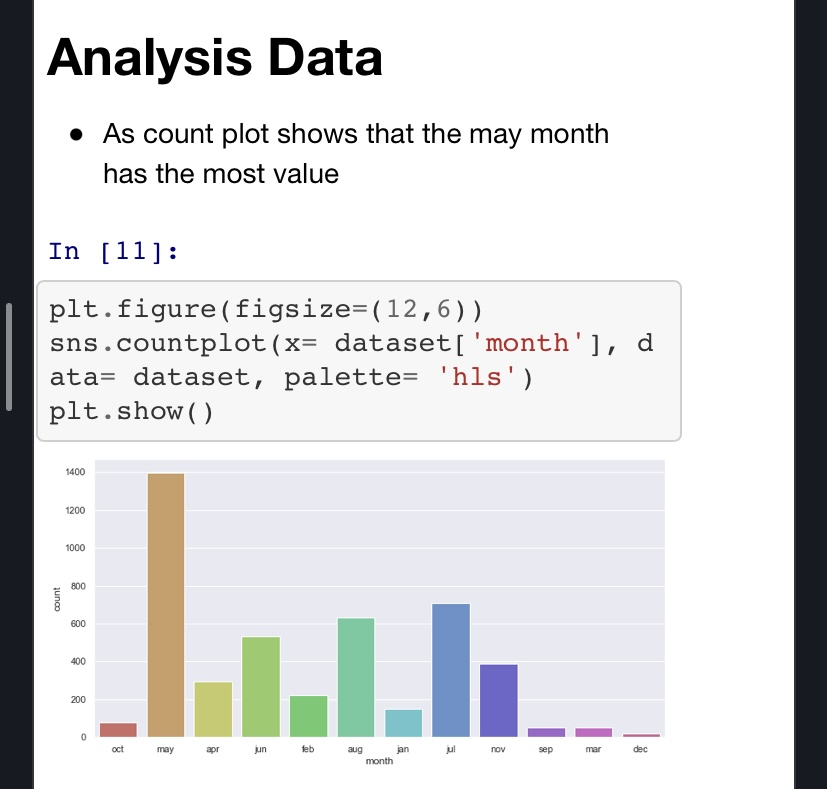 Analysis Data
● As count plot shows that the may month
has the most value
In [11]:
plt.figure(figsize=(12,6))
sns.countplot(x= dataset['month'], d
ata= dataset, palette= 'hls')
plt.show()
1400
1200
1000
800
600
400
200
0
count
oct may apr jun feb aug jan jul nov sep mar dec
month